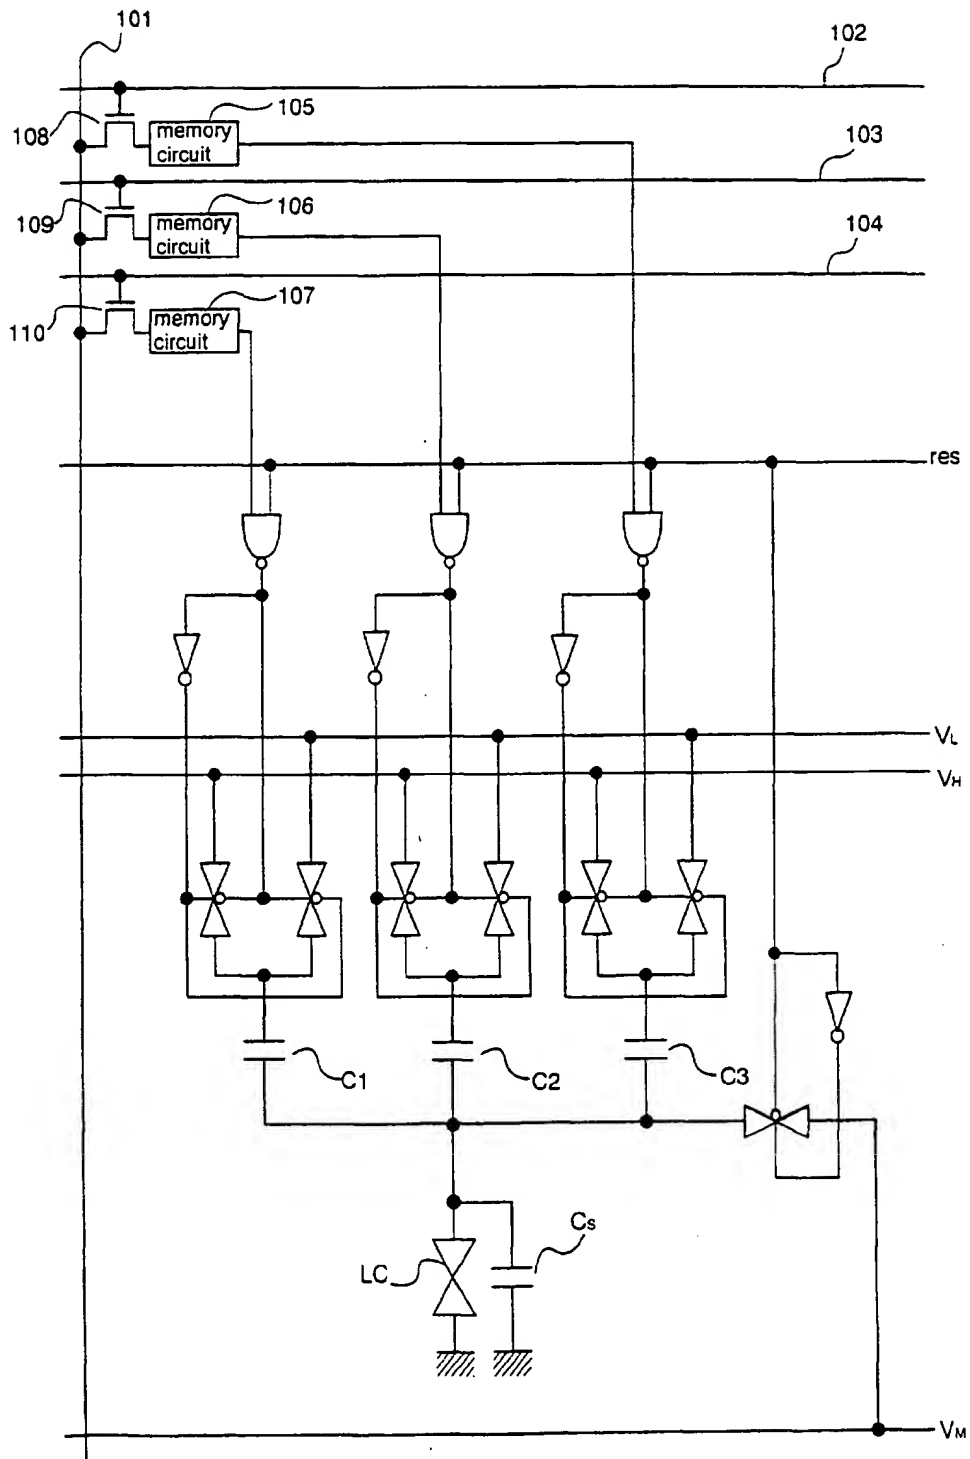 101
102
108
memory
circuit
105
103
109
memory
circuit
106
104
110
memory
circuit
107
res
VL
VH
C1
C2
C3
LC
Cs
VM